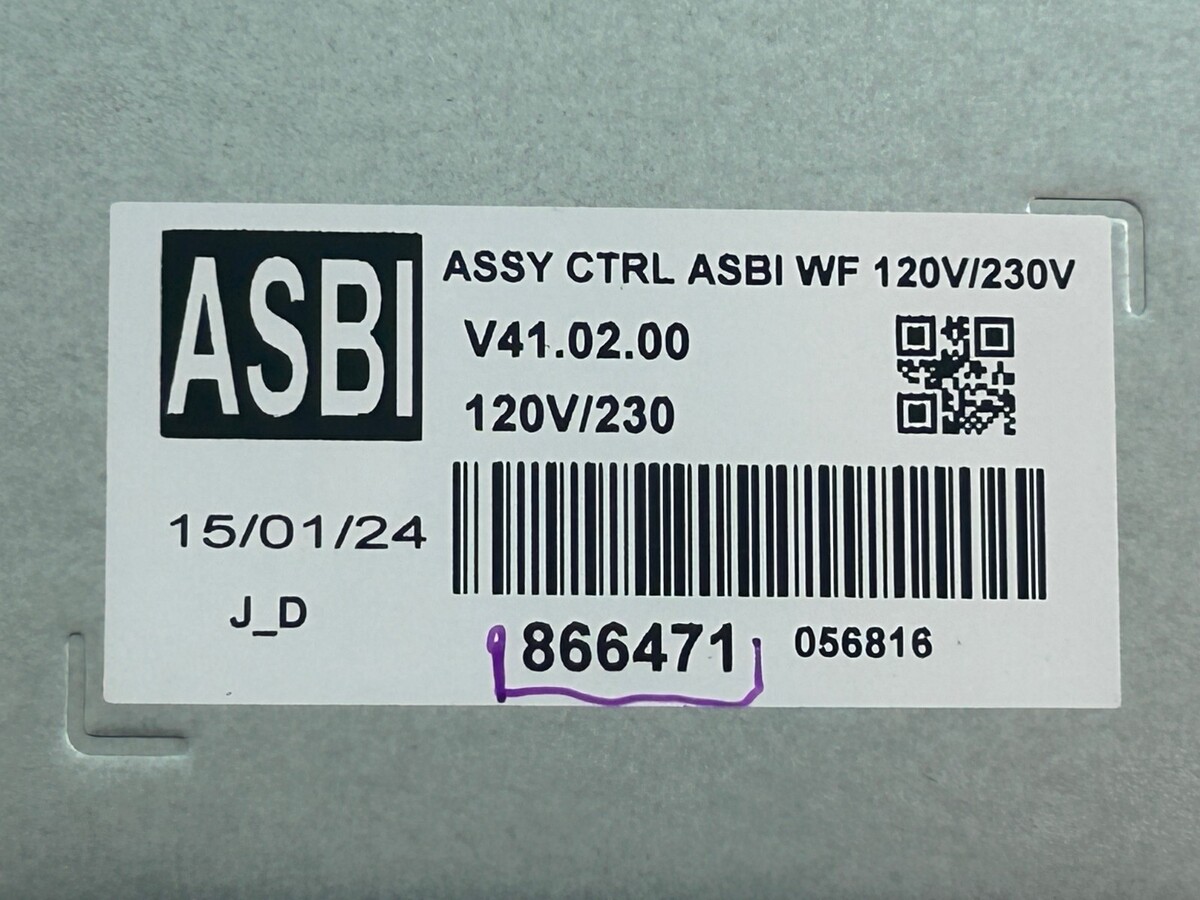 ASBI
ASSY CTRL ASBI WF 120V/230V
V41.02.00
120V/230
15/01/24
J_D
866471 056816